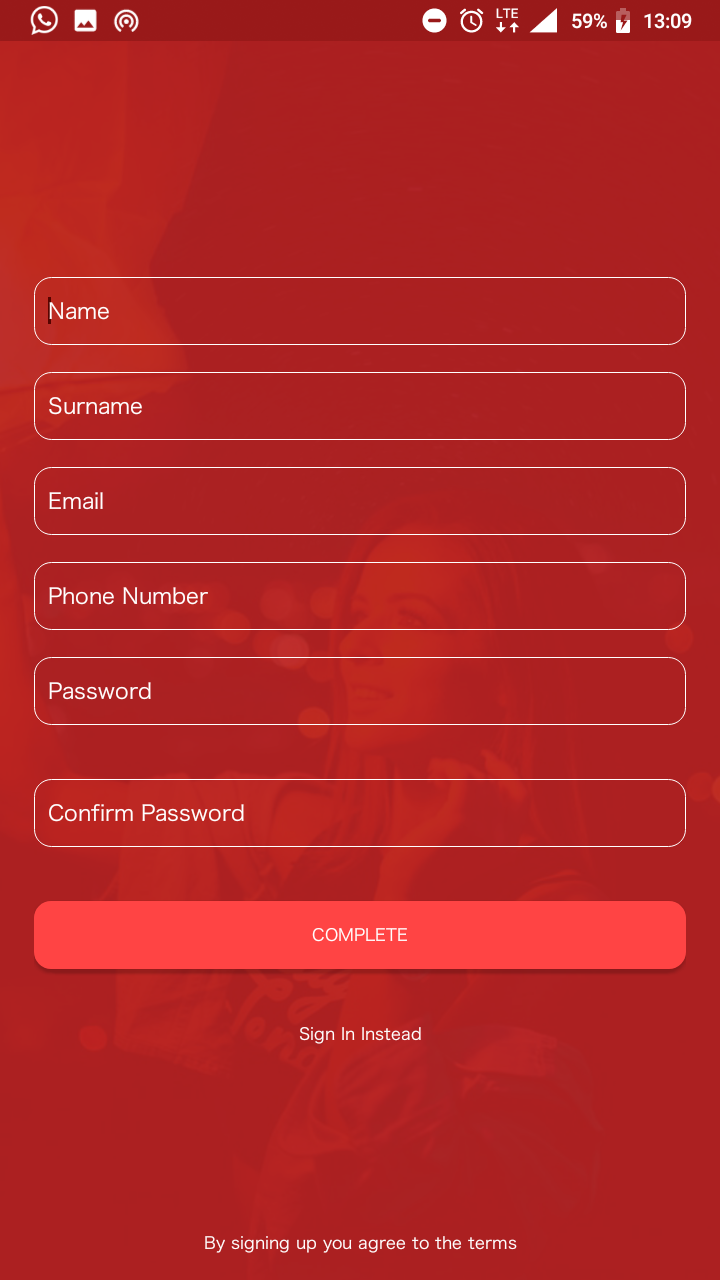 LTE 59% 13:09
Name
Surname
Email
Phone Number
Password
Confirm Password
COMPLETE
Sign In Instead
By signing up you agree to the terms